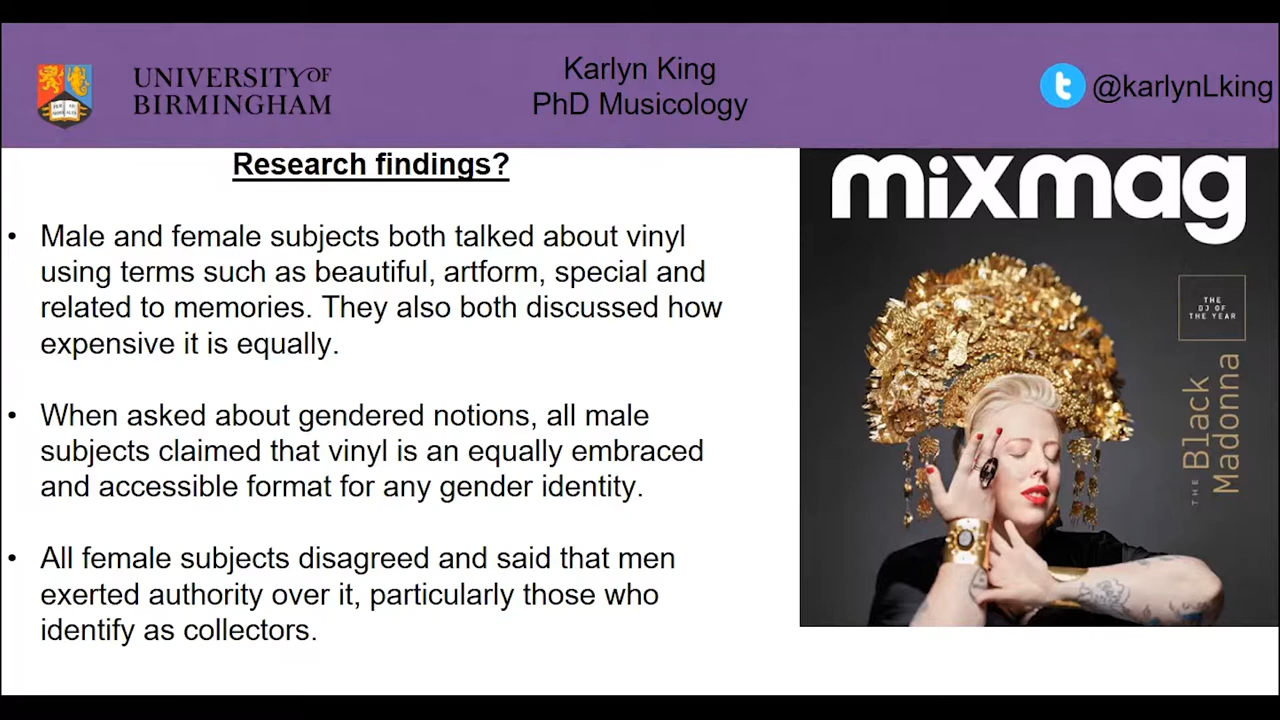 UNIVERSITY OF
BIRMINGHAM
Karlyn King
PhD Musicology
@karlynLking
Research findings?
• Male and female subjects both talked about vinyl
using terms such as beautiful, artform, special and
related to memories. They also both discussed how
expensive it is equally.
• When asked about gendered notions, all male
subjects claimed that vinyl is an equally embraced
and accessible format for any gender identity.
• All female subjects disagreed and said that men
exerted authority over it, particularly those who
identify as collectors.
mixmag
THE
DJ OF
THE YEAR
THE Black
Madonna